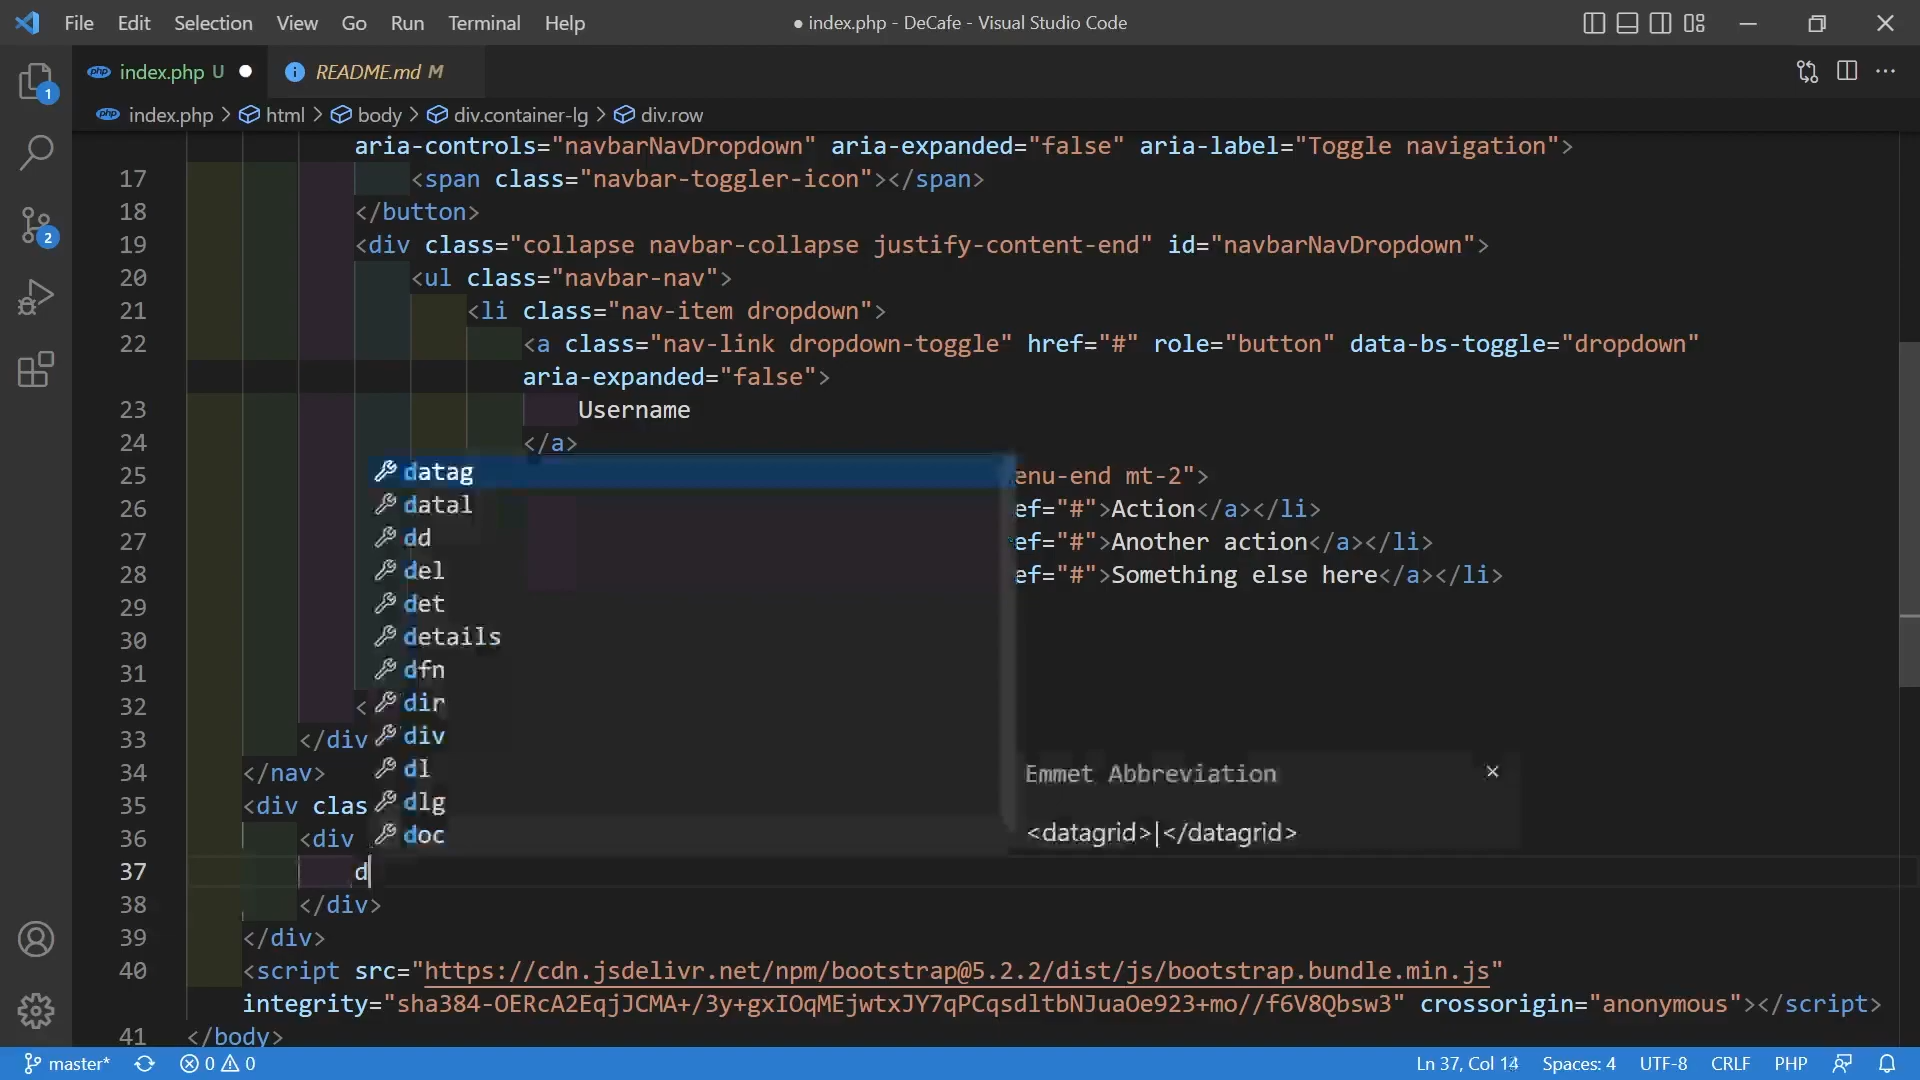 File Edit Selection View Go Run Terminal Help
● index.php - DeCafe - Visual Studio Code
index.php U ●
README.md M
index.php > html > body > div.container-lg > div.row
aria-controls="navbarNavDropdown" aria-expanded="false" aria-label="Toggle navigation">
17 <span class="navbar-toggler-icon"></span>
18 </button>
19 <div class="collapse navbar-collapse justify-content-end" id="navbarNavDropdown">
20 <ul class="navbar-nav">
21 <li class="nav-item dropdown">
22 <a class="nav-link dropdown-toggle" href="#" role="button" data-bs-toggle="dropdown"
aria-expanded="false">
23 Username
24 </a>
25 enu-end mt-2">
26 ef="#">Action</a></li>
27 ef="#">Another action</a></li>
28 ef="#">Something else here</a></li>
29
30
31
32 <
33 </div
34 </nav>
35 <div clas
36 <div
37 d
38 </div>
39 </div>
40 <script src="https://cdn.jsdelivr.net/npm/bootstrap@5.2.2/dist/js/bootstrap.bundle.min.js"
integrity="sha384-OERcA2EqjJCMA+/3y+gxIOqMEjwtxJY7qPCqsdltbNJuaOe923+mo//f6V8Qbsw3" crossorigin="anonymous"></script>
41 </body>
datag
datal
dd
del
det
details
dfn
dir
div
dl
dlg
doc
Emmet Abbreviation ×
<datagrid>|</datagrid>
1
2
master* 0 0
Ln 37, Col 14 Spaces: 4 UTF-8 CRLF PHP